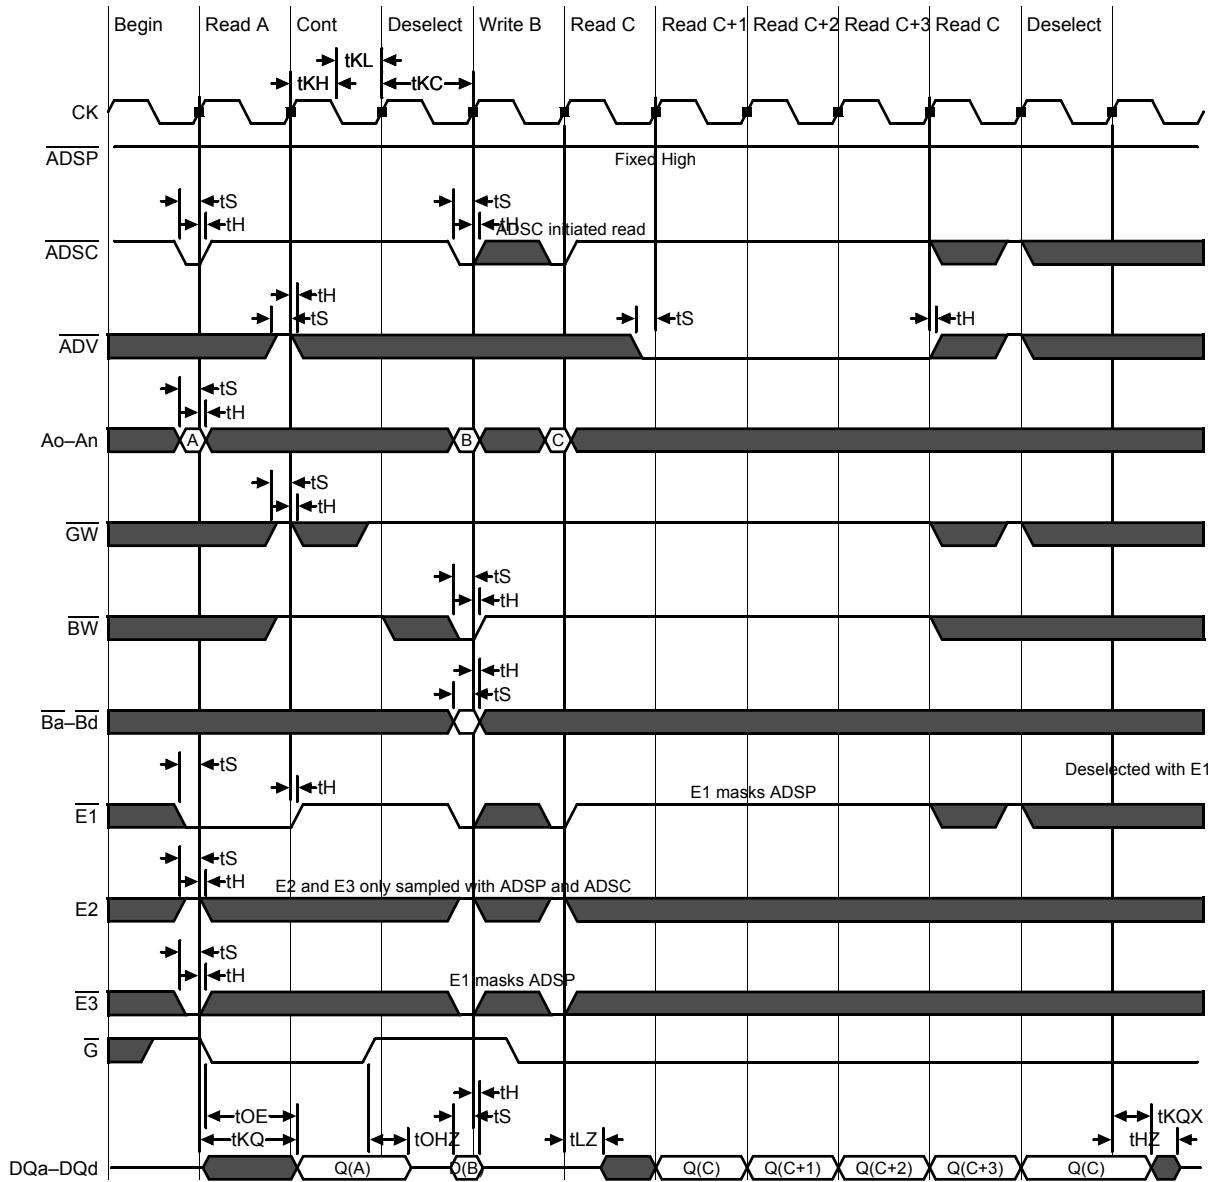 Begin Read A Cont Deselect Write B Read C Read C+1 Read C+2 Read C+3 Read C Deselect
tKL
tKH tKC
CK
ADSP
Fixed High
tS tS
tH tH
ADSC initiated read
ADSC
tH
tS tS tH
ADV
tS
tH
Ao–An A B C
tS
tH
GW
tS
tH
BW
tH
tS
Ba–Bd
tS
Deselected with E1
tH
E1 masks ADSP
E1
tS
tH
E2 and E3 only sampled with ADSP and ADSC
E2
tS
tH
E1 masks ADSP
E3
G
tH
tOE tS tKQX
tKQ tOHZ tLZ tHZ
DQa–DQd Q(A) D(B) Q(C) Q(C+1) Q(C+2) Q(C+3) Q(C)